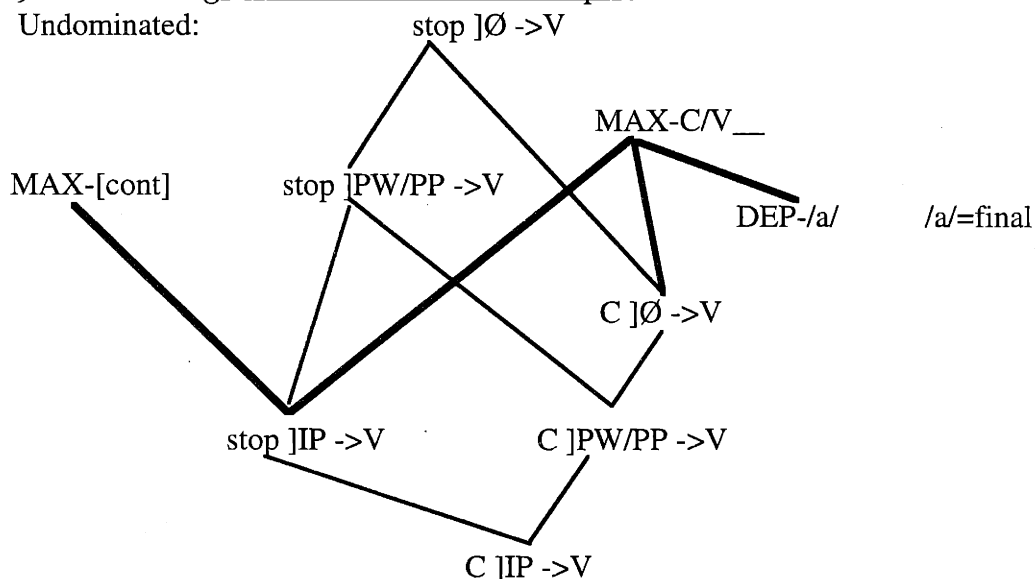 Undominated: stop ]Ø ->V
MAX-C/V__
MAX-[cont] stop ]PW/PP ->V
DEP-/a/ /a/=final
C ]Ø ->V
stop ]IP ->V C ]PW/PP ->V
C ]IP ->V